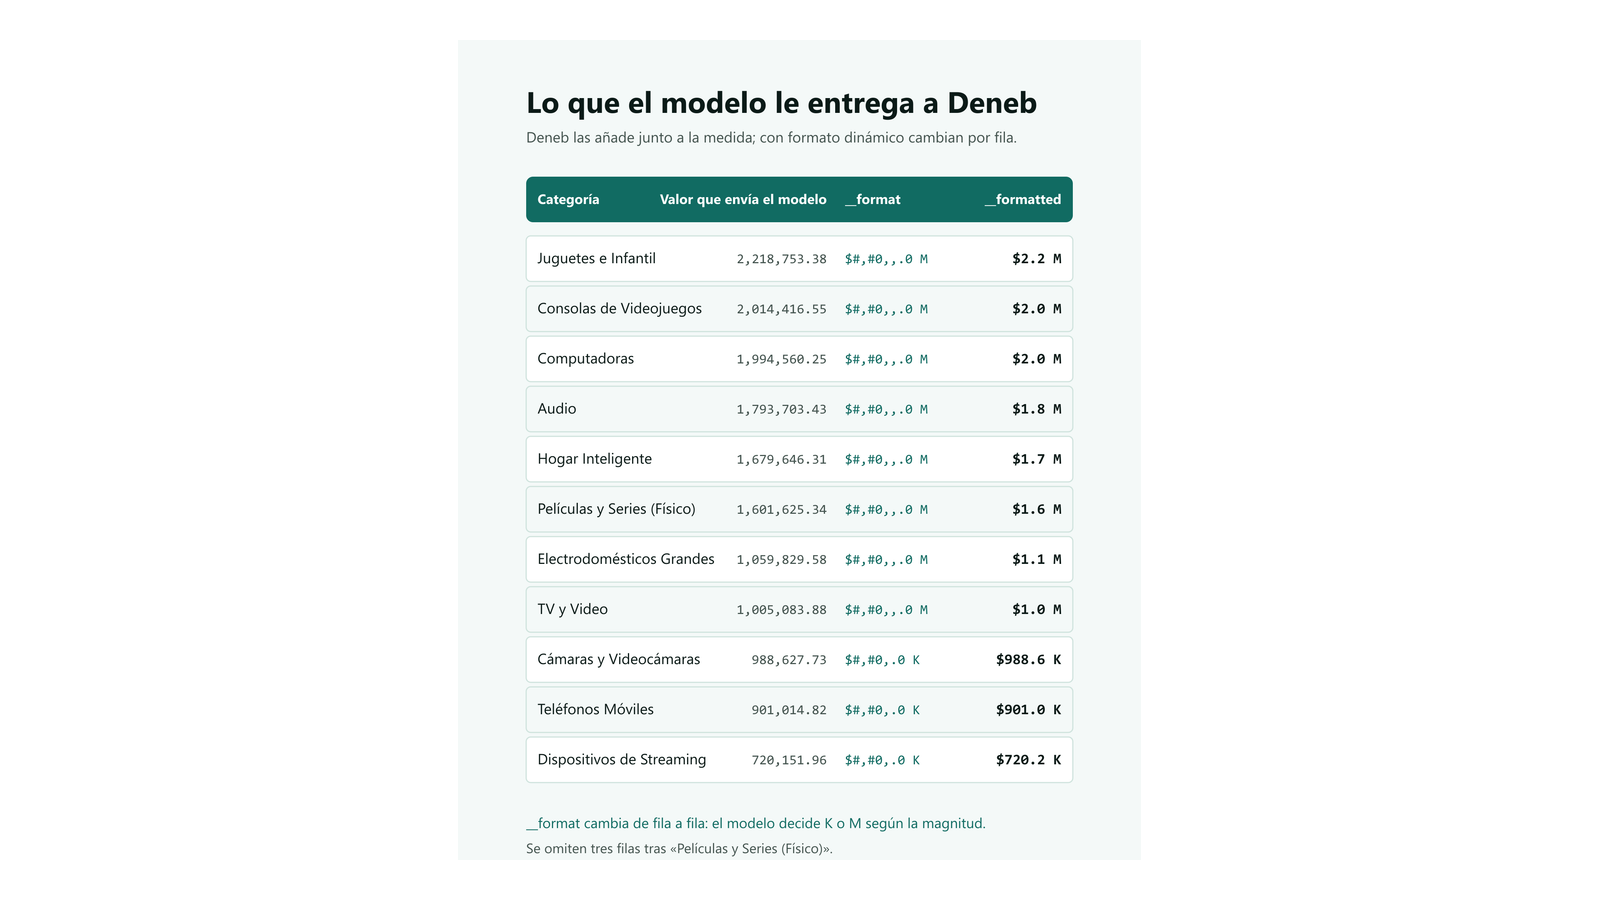 Lo que el modelo le entrega a Deneb
Deneb las añade junto a la medida; con formato dinámico cambian por fila.
Categoría Valor que envía el modelo __format __formatted
Juguetes e Infantil 2,218,753.38 $#,#0,,.0 M $2.2 M
Consolas de Videojuegos 2,014,416.55 $#,#0,,.0 M $2.0 M
Computadoras 1,994,560.25 $#,#0,,.0 M $2.0 M
Audio 1,793,703.43 $#,#0,,.0 M $1.8 M
Hogar Inteligente 1,679,646.31 $#,#0,,.0 M $1.7 M
Películas y Series (Físico) 1,601,625.34 $#,#0,,.0 M $1.6 M
Electrodomésticos Grandes 1,059,829.58 $#,#0,,.0 M $1.1 M
TV y Video 1,005,083.88 $#,#0,,.0 M $1.0 M
Cámaras y Videocámaras 988,627.73 $#,#0,.0 K $988.6 K
Teléfonos Móviles 901,014.82 $#,#0,.0 K $901.0 K
Dispositivos de Streaming 720,151.96 $#,#0,.0 K $720.2 K
__format cambia de fila a fila: el modelo decide K o M según la magnitud.
Se omiten tres filas tras «Películas y Series (Físico)».